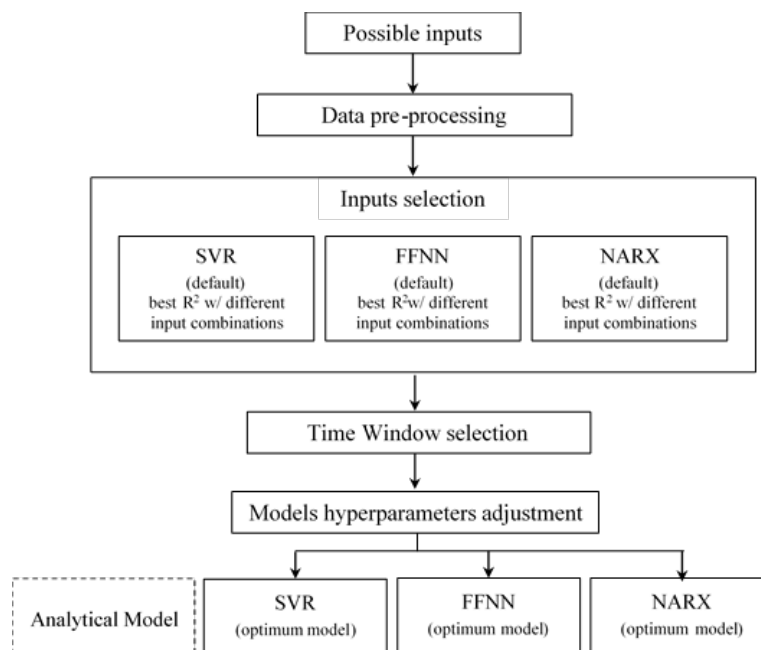 Possible inputs
Data pre-processing
Inputs selection
SVR
(default)
best R² w/ different
input combinations
FFNN
(default)
best R²w/ different
input combinations
NARX
(default)
best R² w/ different
input combinations
Time Window selection
Models hyperparameters adjustment
Analytical Model
SVR
(optimum model)
FFNN
(optimum model)
NARX
(optimum model)